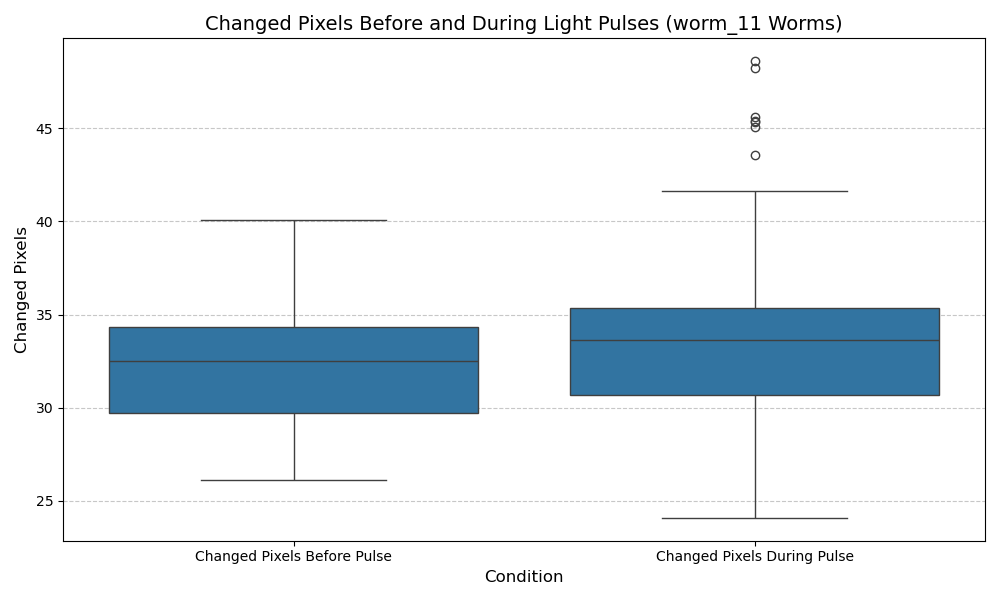 Changed Pixels Before and During Light Pulses (worm_11 Worms)
Changed Pixels
45
40
35
30
25
Changed Pixels Before Pulse
Changed Pixels During Pulse
Condition